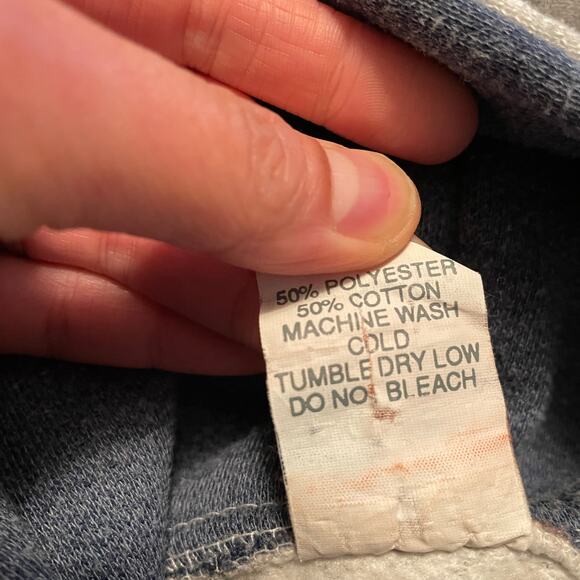 50% POLYESTER
50% COTTON
MACHINE WASH
COLD
TUMBLE DRY LOW
DO NOT BLEACH